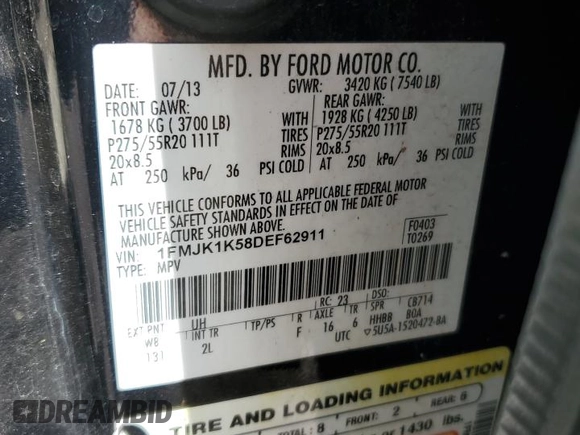 MFD. BY FORD MOTOR CO.
DATE: 07/13 GVWR: 3420 KG ( 7540 LB)
FRONT GAWR: REAR GAWR:
1678 KG ( 3700 LB) WITH 1928 KG ( 4250 LB) WITH
P275/55R20 111T TIRES P275/55R20 111T TIRES
20x8.5 RIMS 20x8.5 RIMS
AT 250 kPa/ 36 PSI COLD AT 250 kPa/ 36 PSI COLD
THIS VEHICLE CONFORMS TO ALL APPLICABLE FEDERAL MOTOR
VEHICLE SAFETY STANDARDS IN EFFECT ON THE DATE OF
MANUFACTURE SHOWN ABOVE.
VIN: 1FMJK1K58DEF62911 F0403
TYPE: MPV T0269
RC: 23 DSO:
EXT PNT UH R AXLE TR SPR CB714
WB INT TR TP/PS F 16 6 HHBB BOA
131 2L UTC ▽5U5A-1520472-BA
TIRE AND LOADING INFORMATION
TOTAL: 8 FRONT: 2 REAR: 6
1430 lbs.
DREAMBID